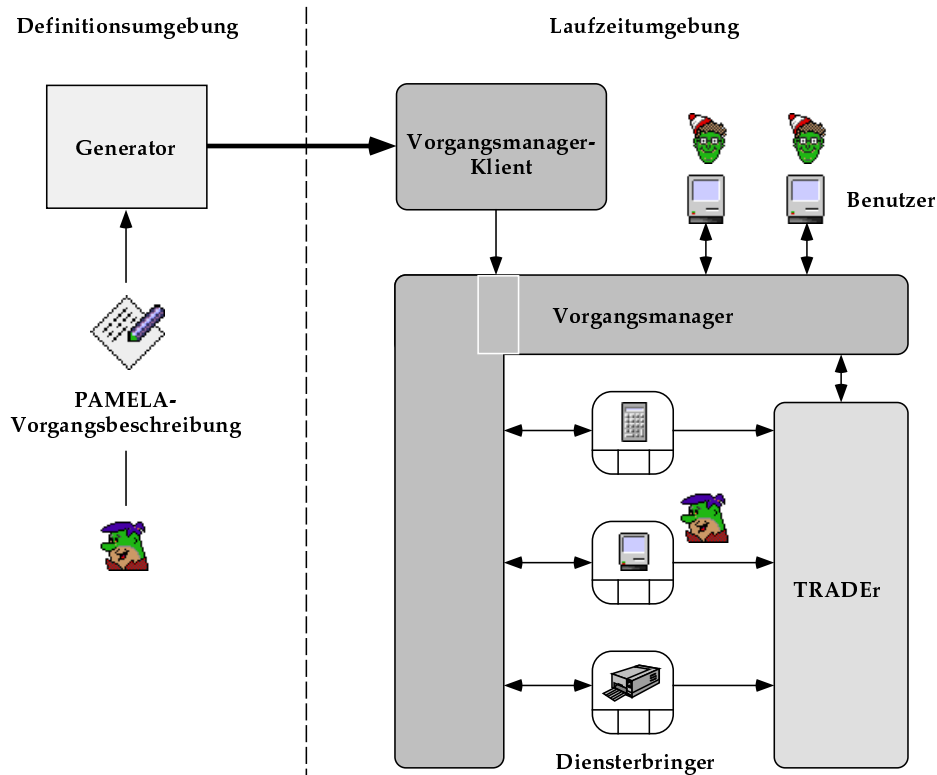 Definitionsumgebung
Laufzeitumgebung
Generator
Vorgangsmanager-
Klient
Benutzer
Vorgangsmanager
PAMELA-
Vorgangsbeschreibung
TRADEr
Diensterbringer